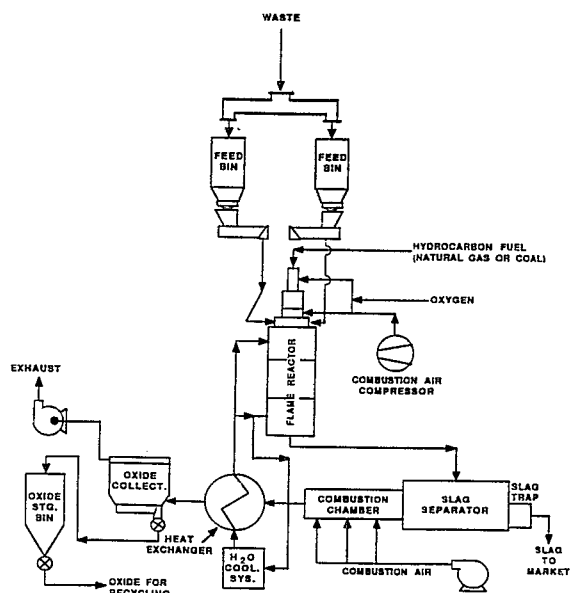 WASTE
FEED
BIN
FEED
BIN
HYDROCARBON FUEL
(NATURAL GAS OR COAL)
OXYGEN
FLAME REACTOR
COMBUSTION AIR
COMPRESSOR
EXHAUST
OXIDE
COLLECT.
OXIDE
STG.
BIN
HEAT
EXCHANGER
H2O
COOL.
SYS.
COMBUSTION
CHAMBER
SLAG
SEPARATOR
SLAG
TRAP
COMBUSTION AIR
SLAG
TO
MARKET
OXIDE FOR
RECYCLING